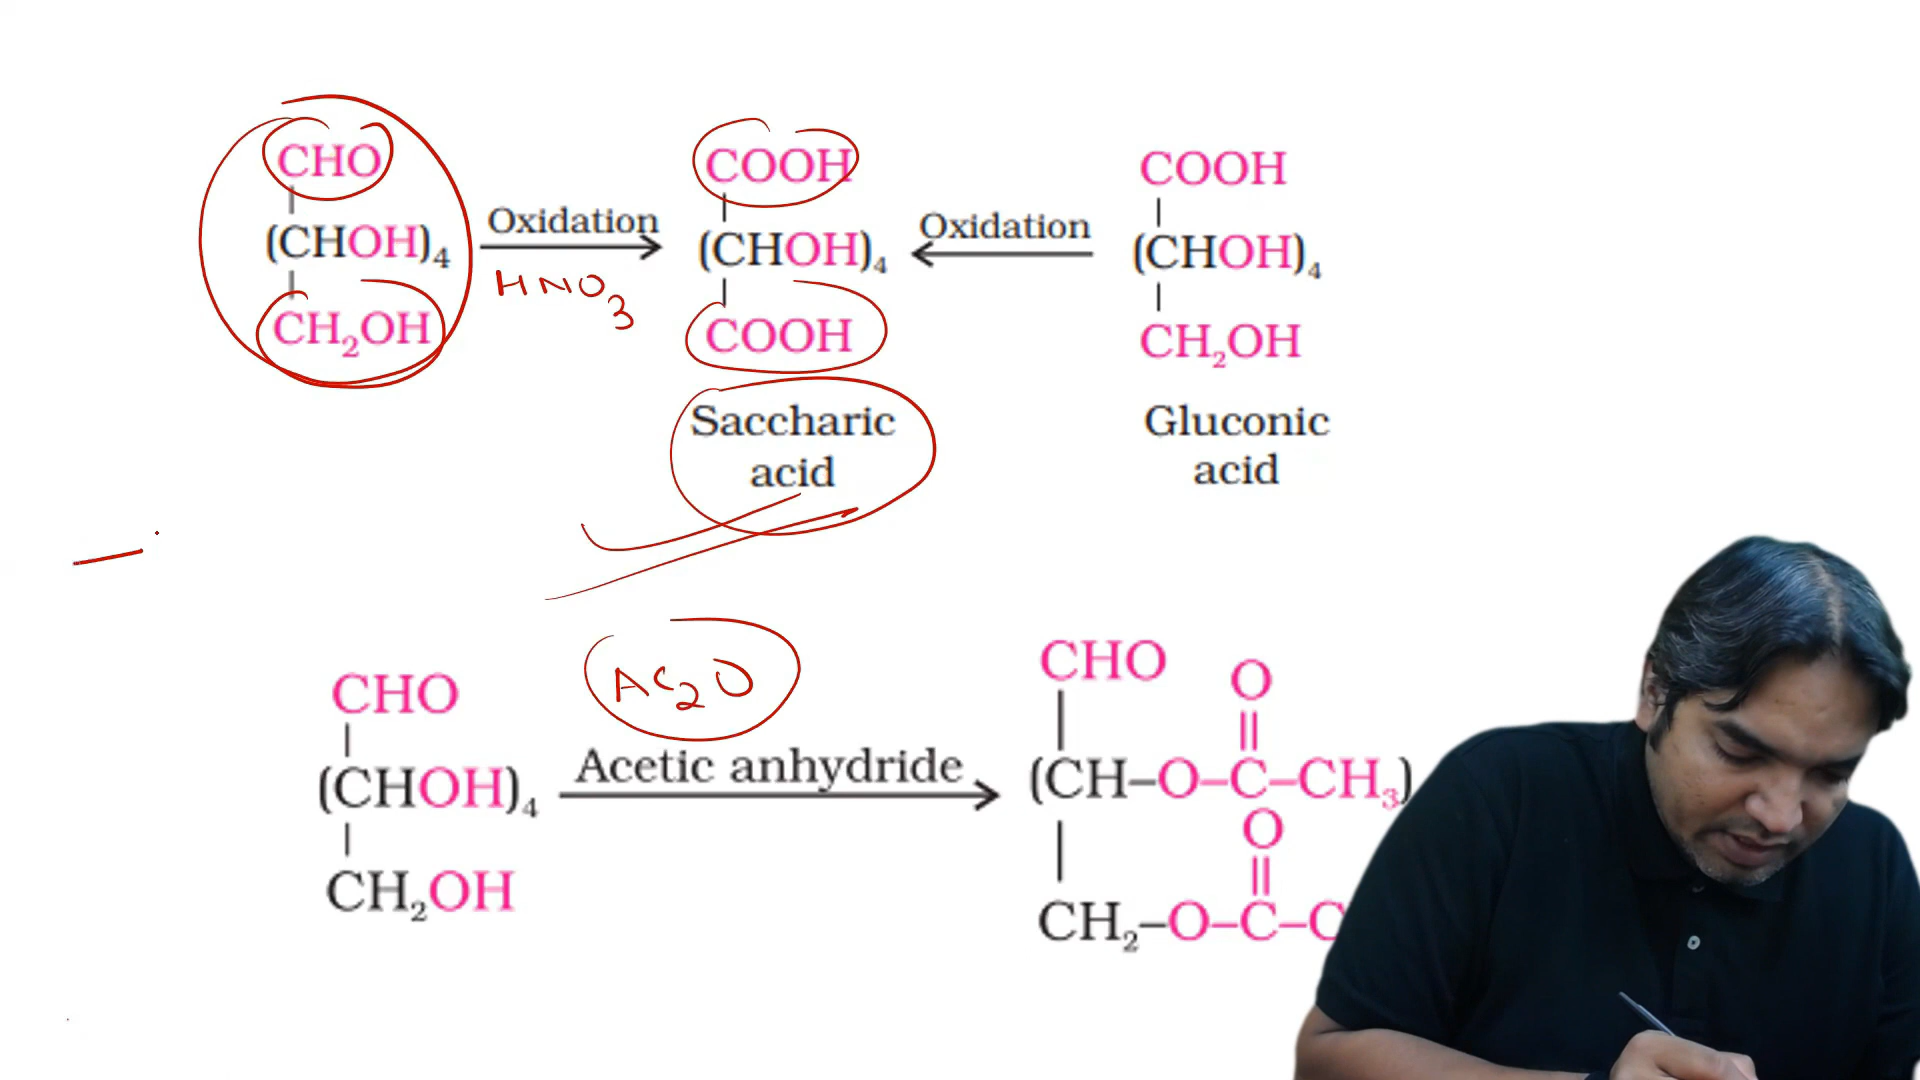 CHO
(CHOH)₄
CH₂OH
Oxidation
HNO₃
COOH
(CHOH)₄
COOH
Saccharic
acid
Oxidation
COOH
(CHOH)₄
CH₂OH
Gluconic
acid
CHO
(CHOH)₄
CH₂OH
Ac₂O
Acetic anhydride
CHO
O
(CH–O–C–CH₃)
O
CH₂–O–C–C